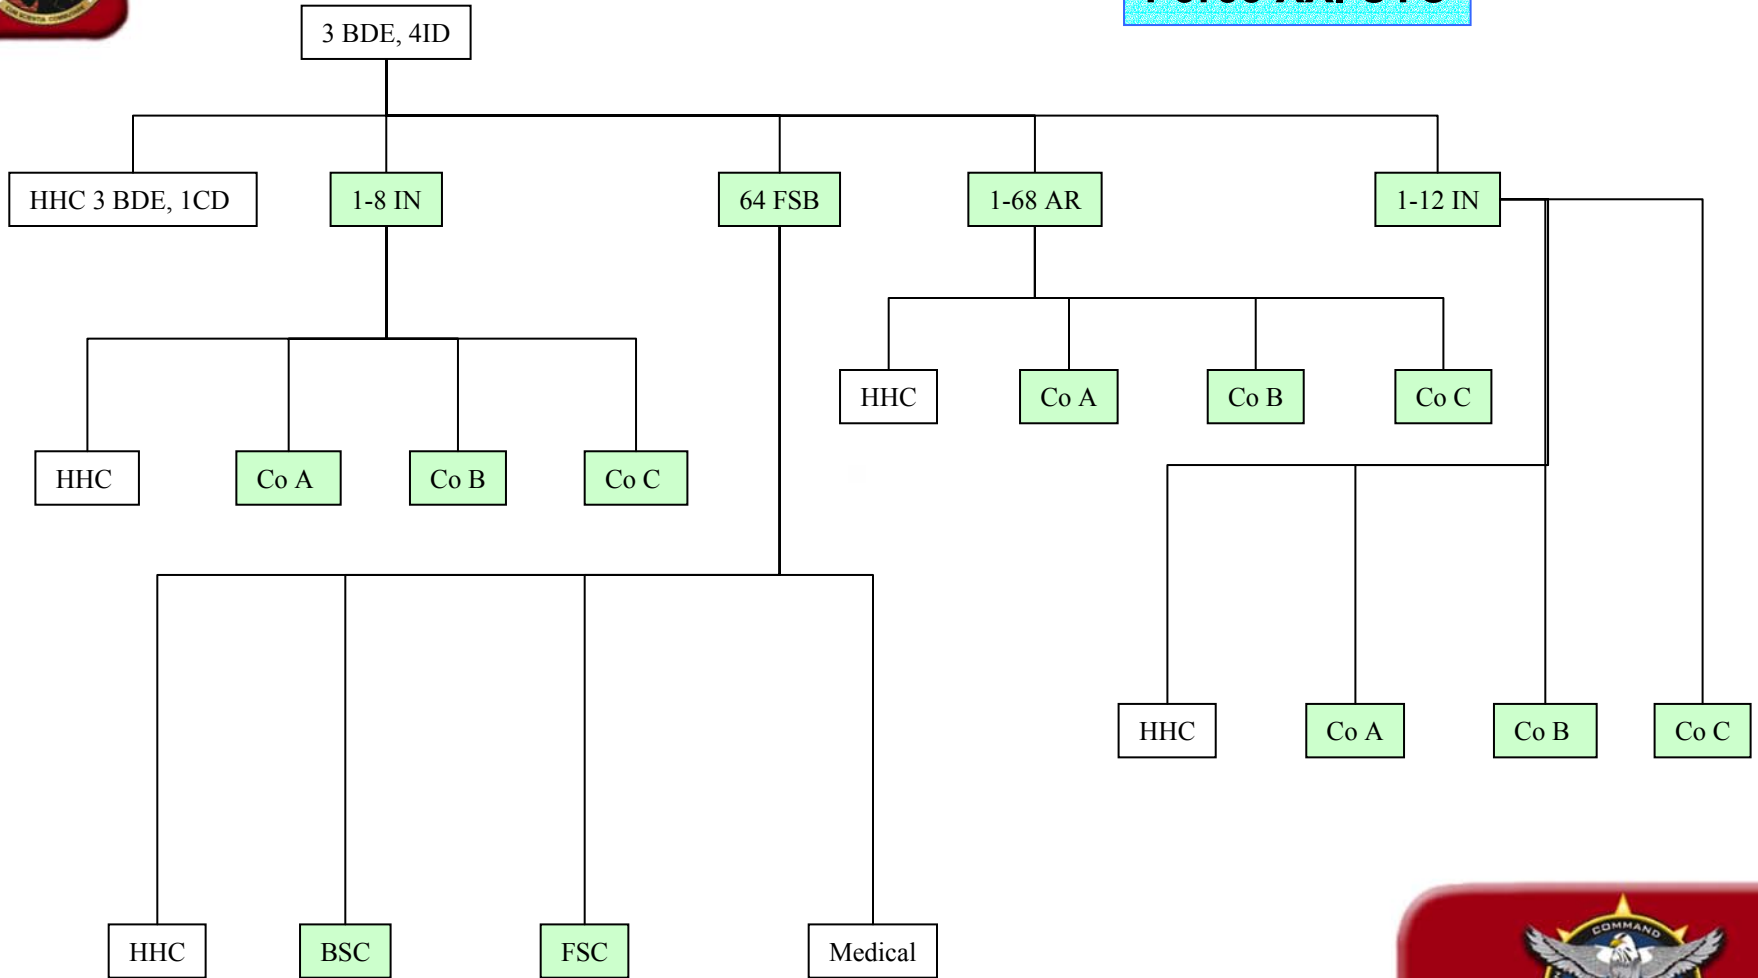 3 BDE, 4ID
HHC 3 BDE, 1CD
1-8 IN
64 FSB
1-68 AR
1-12 IN
HHC
Co A
Co B
Co C
HHC
Co A
Co B
Co C
HHC
Co A
Co B
Co C
HHC
BSC
FSC
Medical
COMMAND